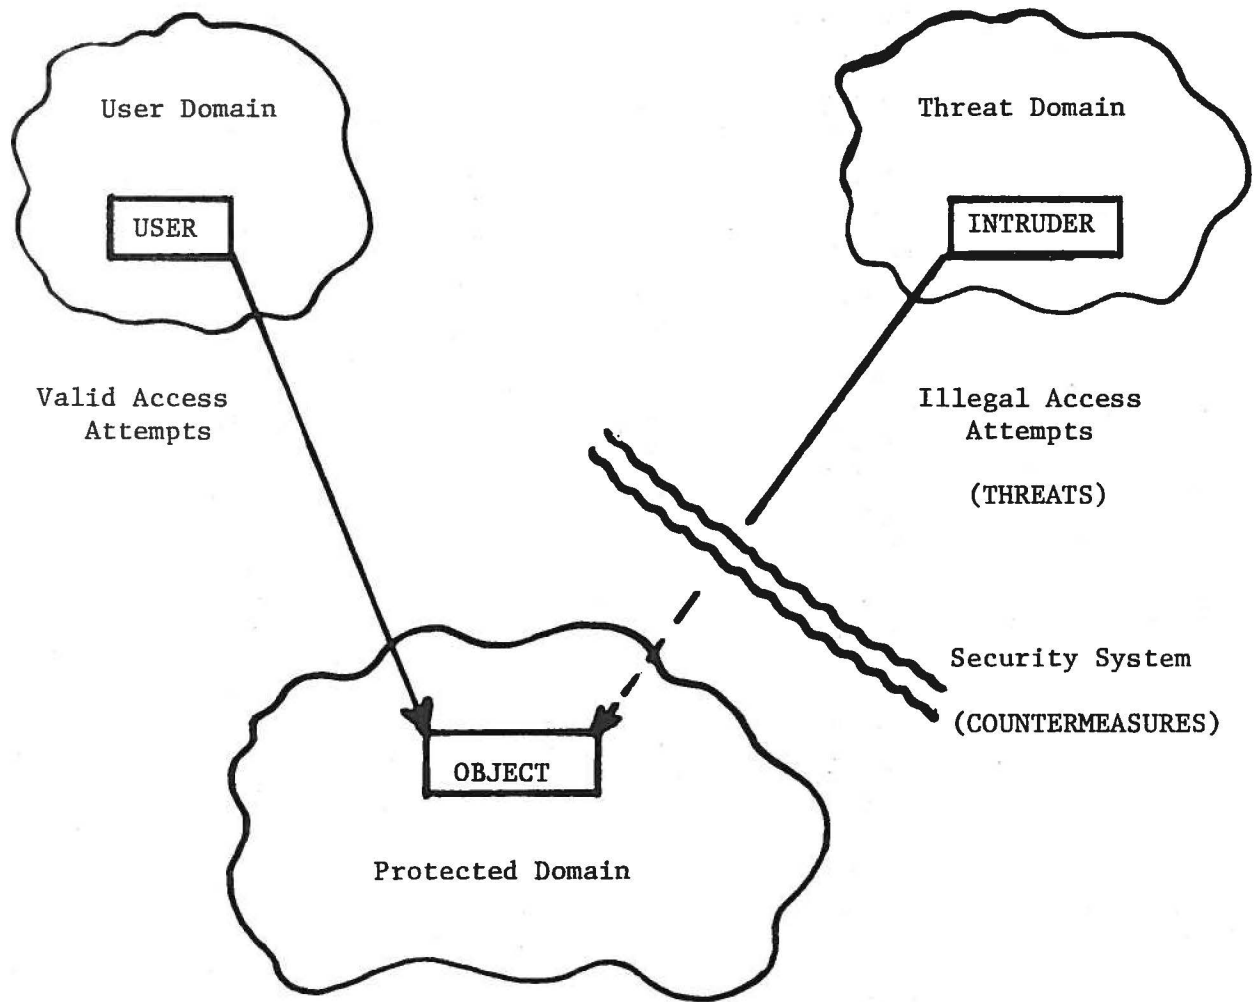 User Domain
USER
Threat Domain
INTRUDER
Valid Access
Attempts
Illegal Access
Attempts
(THREATS)
Security System
(COUNTERMEASURES)
OBJECT
Protected Domain